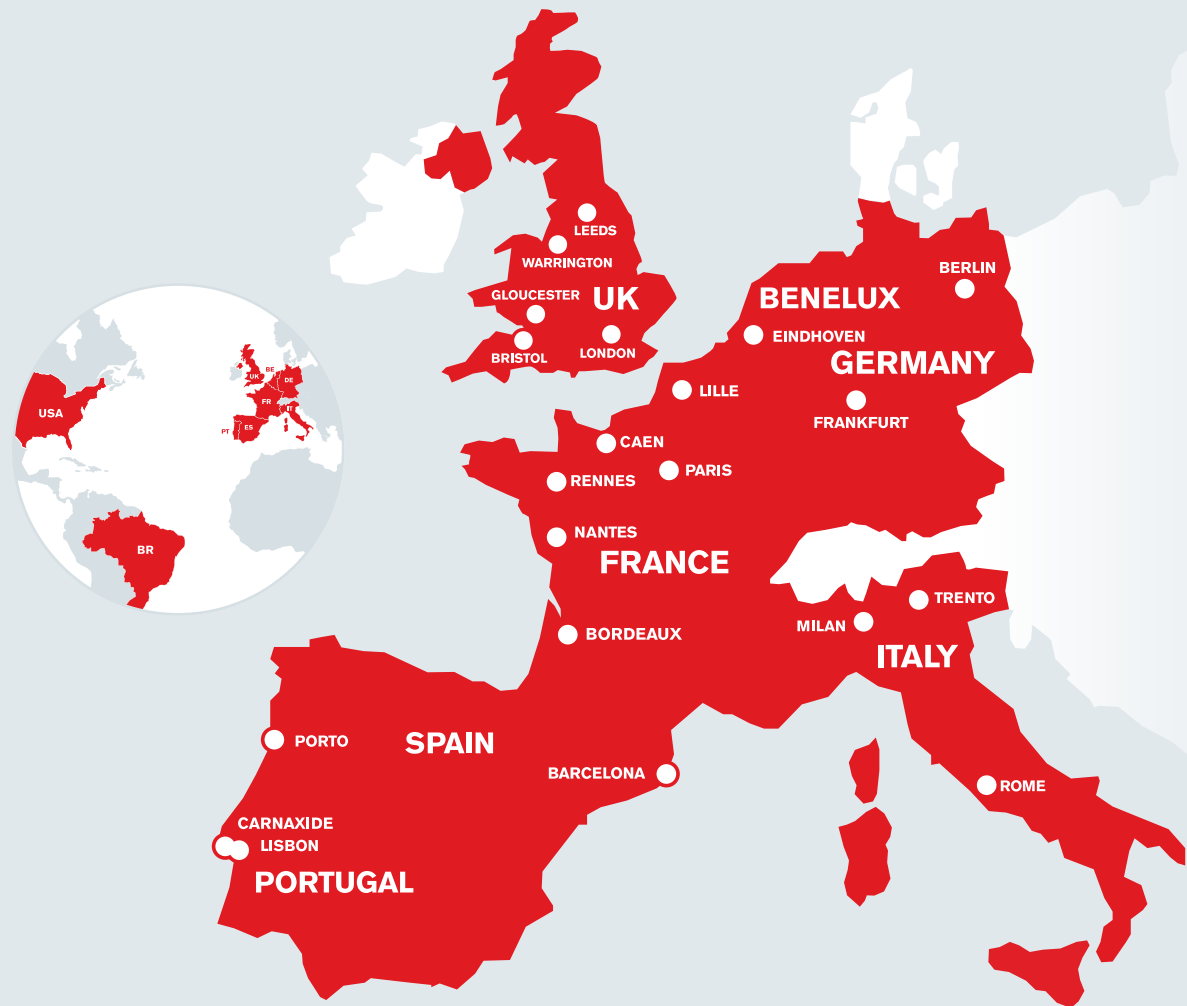 LEEDS
WARRINGTON
GLOUCESTER
UK
BRISTOL
LONDON
BERLIN
BENELUX
EINDHOVEN
GERMANY
LILLE
FRANKFURT
CAEN
PARIS
RENNES
NANTES
FRANCE
BORDEAUX
TRENTO
MILAN
ITALY
PORTO
SPAIN
BARCELONA
ROME
CARNAXIDE
LISBON
PORTUGAL
USA
UK
BE
DE
FR
IT
PT
ES
BR